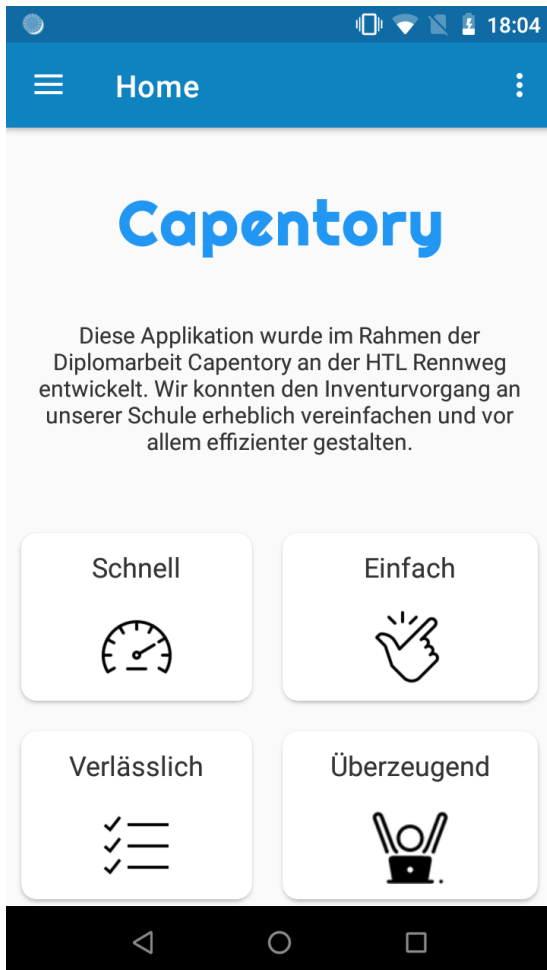 18:04
Home
Capentory
Diese Applikation wurde im Rahmen der
Diplomarbeit Capentory an der HTL Rennweg
entwickelt. Wir konnten den Inventurvorgang an
unserer Schule erheblich vereinfachen und vor
allem effizienter gestalten.
Schnell
Einfach
Verlässlich
Überzeugend